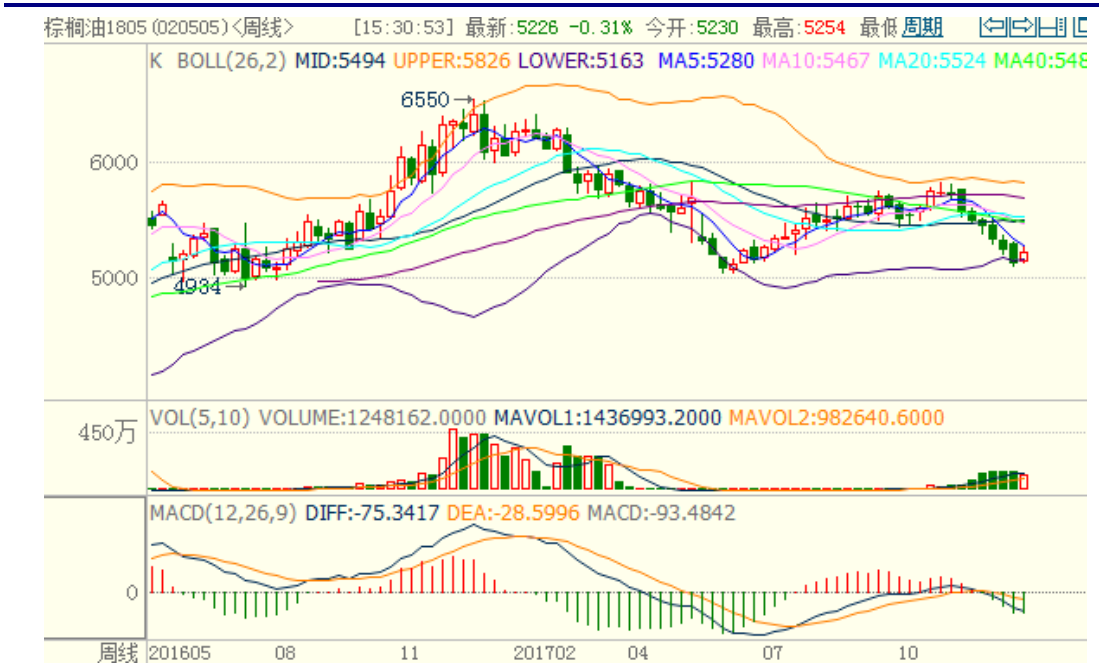 棕榈油1805(020505)<周线> [15:30:53] 最新:5226 -0.31% 今开:5230 最高:5254 最低 周期
K BOLL(26,2) MID:5494 UPPER:5826 LOWER:5163 MA5:5280 MA10:5467 MA20:5524 MA40:548
6550
6000
5000
4934
VOL(5,10) VOLUME:1248162.0000 MAVOL1:1436993.2000 MAVOL2:982640.6000
450万
MACD(12,26,9) DIFF:-75.3417 DEA:-28.5996 MACD:-93.4842
0
周线 201605 08 11 201702 04 07 10